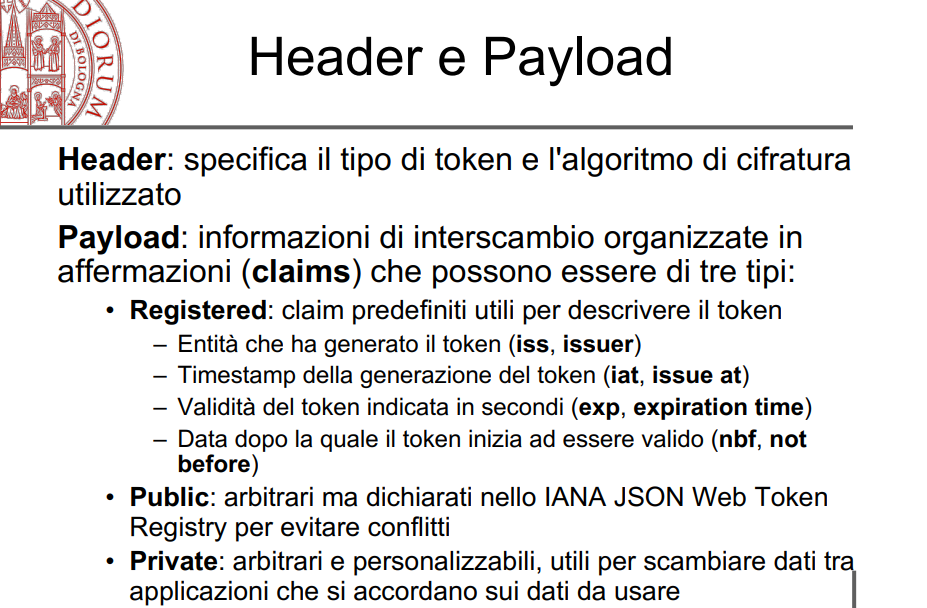 DIORUM
DI BOLOGNA
Header e Payload
Header: specifica il tipo di token e l'algoritmo di cifratura
utilizzato
Payload: informazioni di interscambio organizzate in
affermazioni (claims) che possono essere di tre tipi:
• Registered: claim predefiniti utili per descrivere il token
– Entità che ha generato il token (iss, issuer)
– Timestamp della generazione del token (iat, issue at)
– Validità del token indicata in secondi (exp, expiration time)
– Data dopo la quale il token inizia ad essere valido (nbf, not
before)
• Public: arbitrari ma dichiarati nello IANA JSON Web Token
Registry per evitare conflitti
• Private: arbitrari e personalizzabili, utili per scambiare dati tra
applicazioni che si accordano sui dati da usare